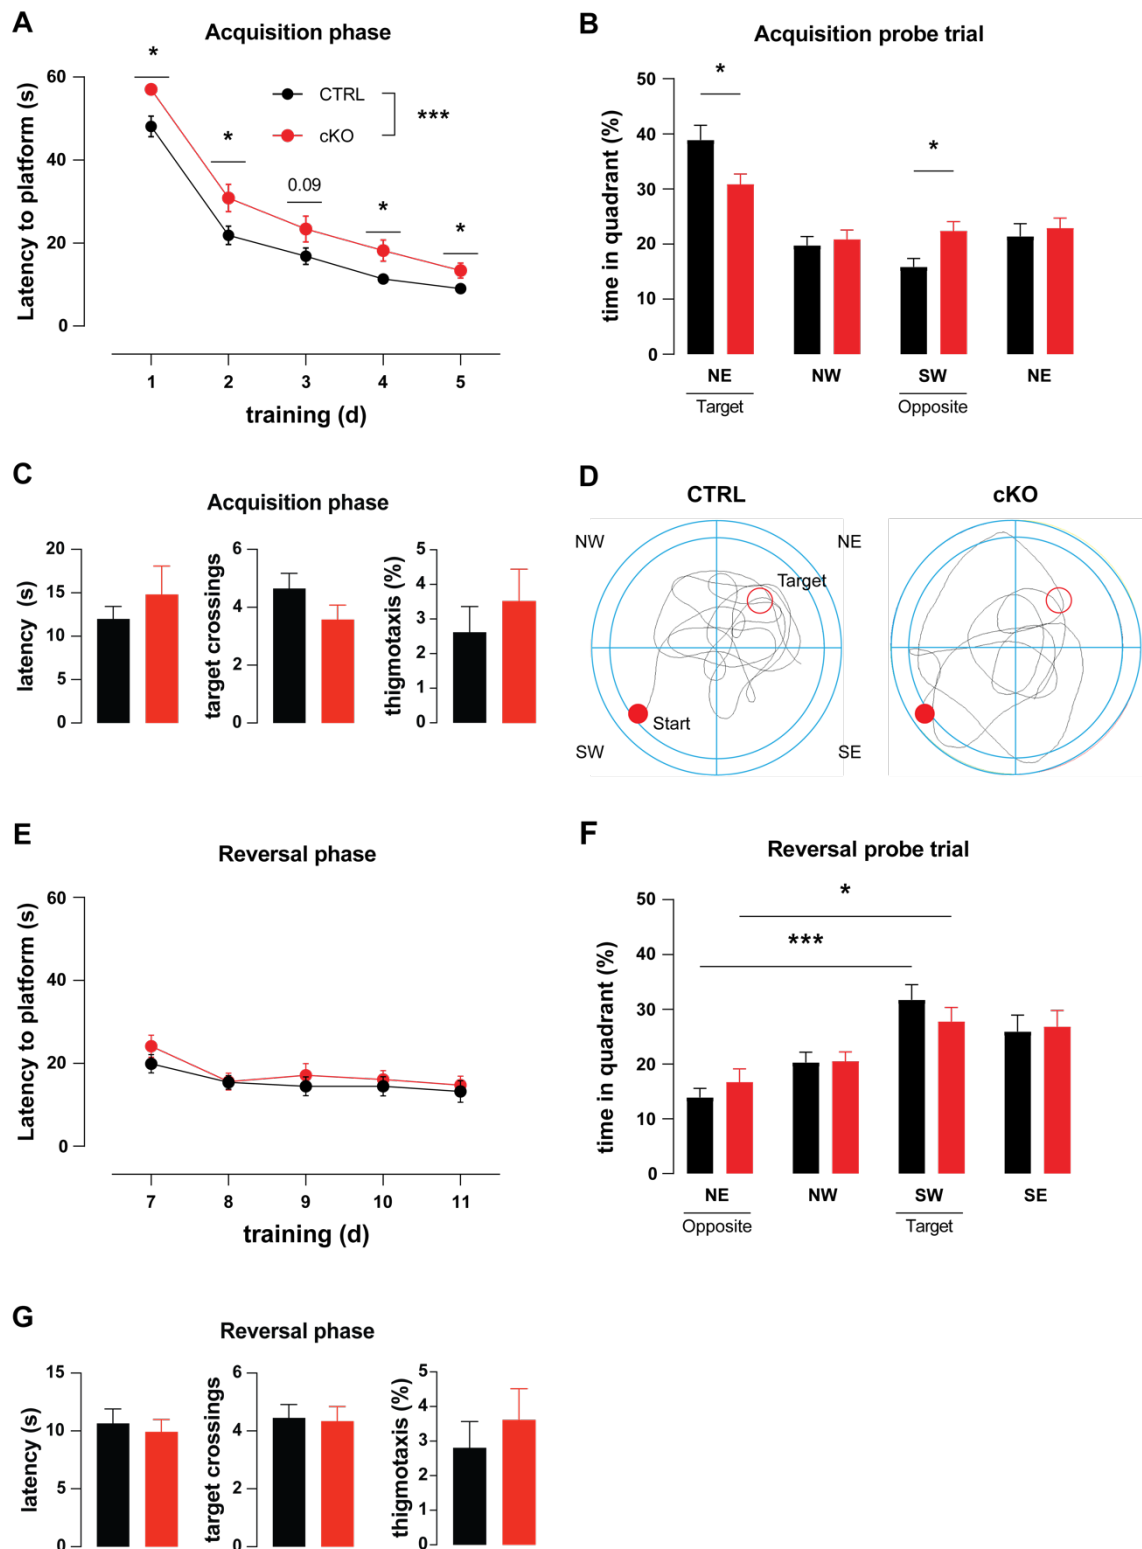 A
Acquisition phase
Latency to platform (s)
60
40
20
0
*
*
0.09
*
*
CTRL
cKO
***
1 2 3 4 5
training (d)
B
Acquisition probe trial
time in quadrant (%)
50
40
30
20
10
0
*
*
NE NW SW NE
Target Opposite
C
Acquisition phase
latency (s)
20
15
10
5
0
target crossings
6
4
2
0
thigmotaxis (%)
5
4
3
2
1
0
D
CTRL cKO
NW NE
Target
Start
SW SE
E
Reversal phase
Latency to platform (s)
60
40
20
0
7 8 9 10 11
training (d)
F
Reversal probe trial
time in quadrant (%)
50
40
30
20
10
0
*
***
NE NW SW SE
Opposite Target
G
Reversal phase
latency (s)
15
10
5
0
target crossings
6
4
2
0
thigmotaxis (%)
5
4
3
2
1
0